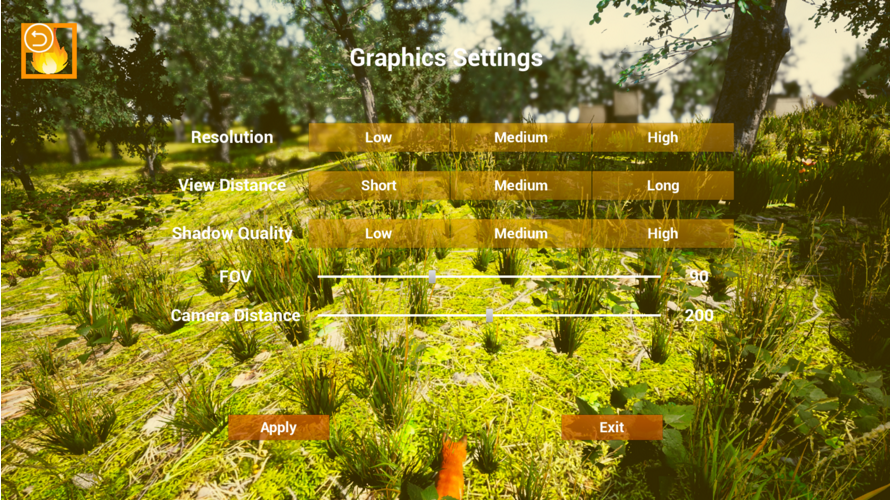 Graphics Settings
Resolution Low Medium High
View Distance Short Medium Long
Shadow Quality Low Medium High
FOV 90
Camera Distance 200
Apply Exit